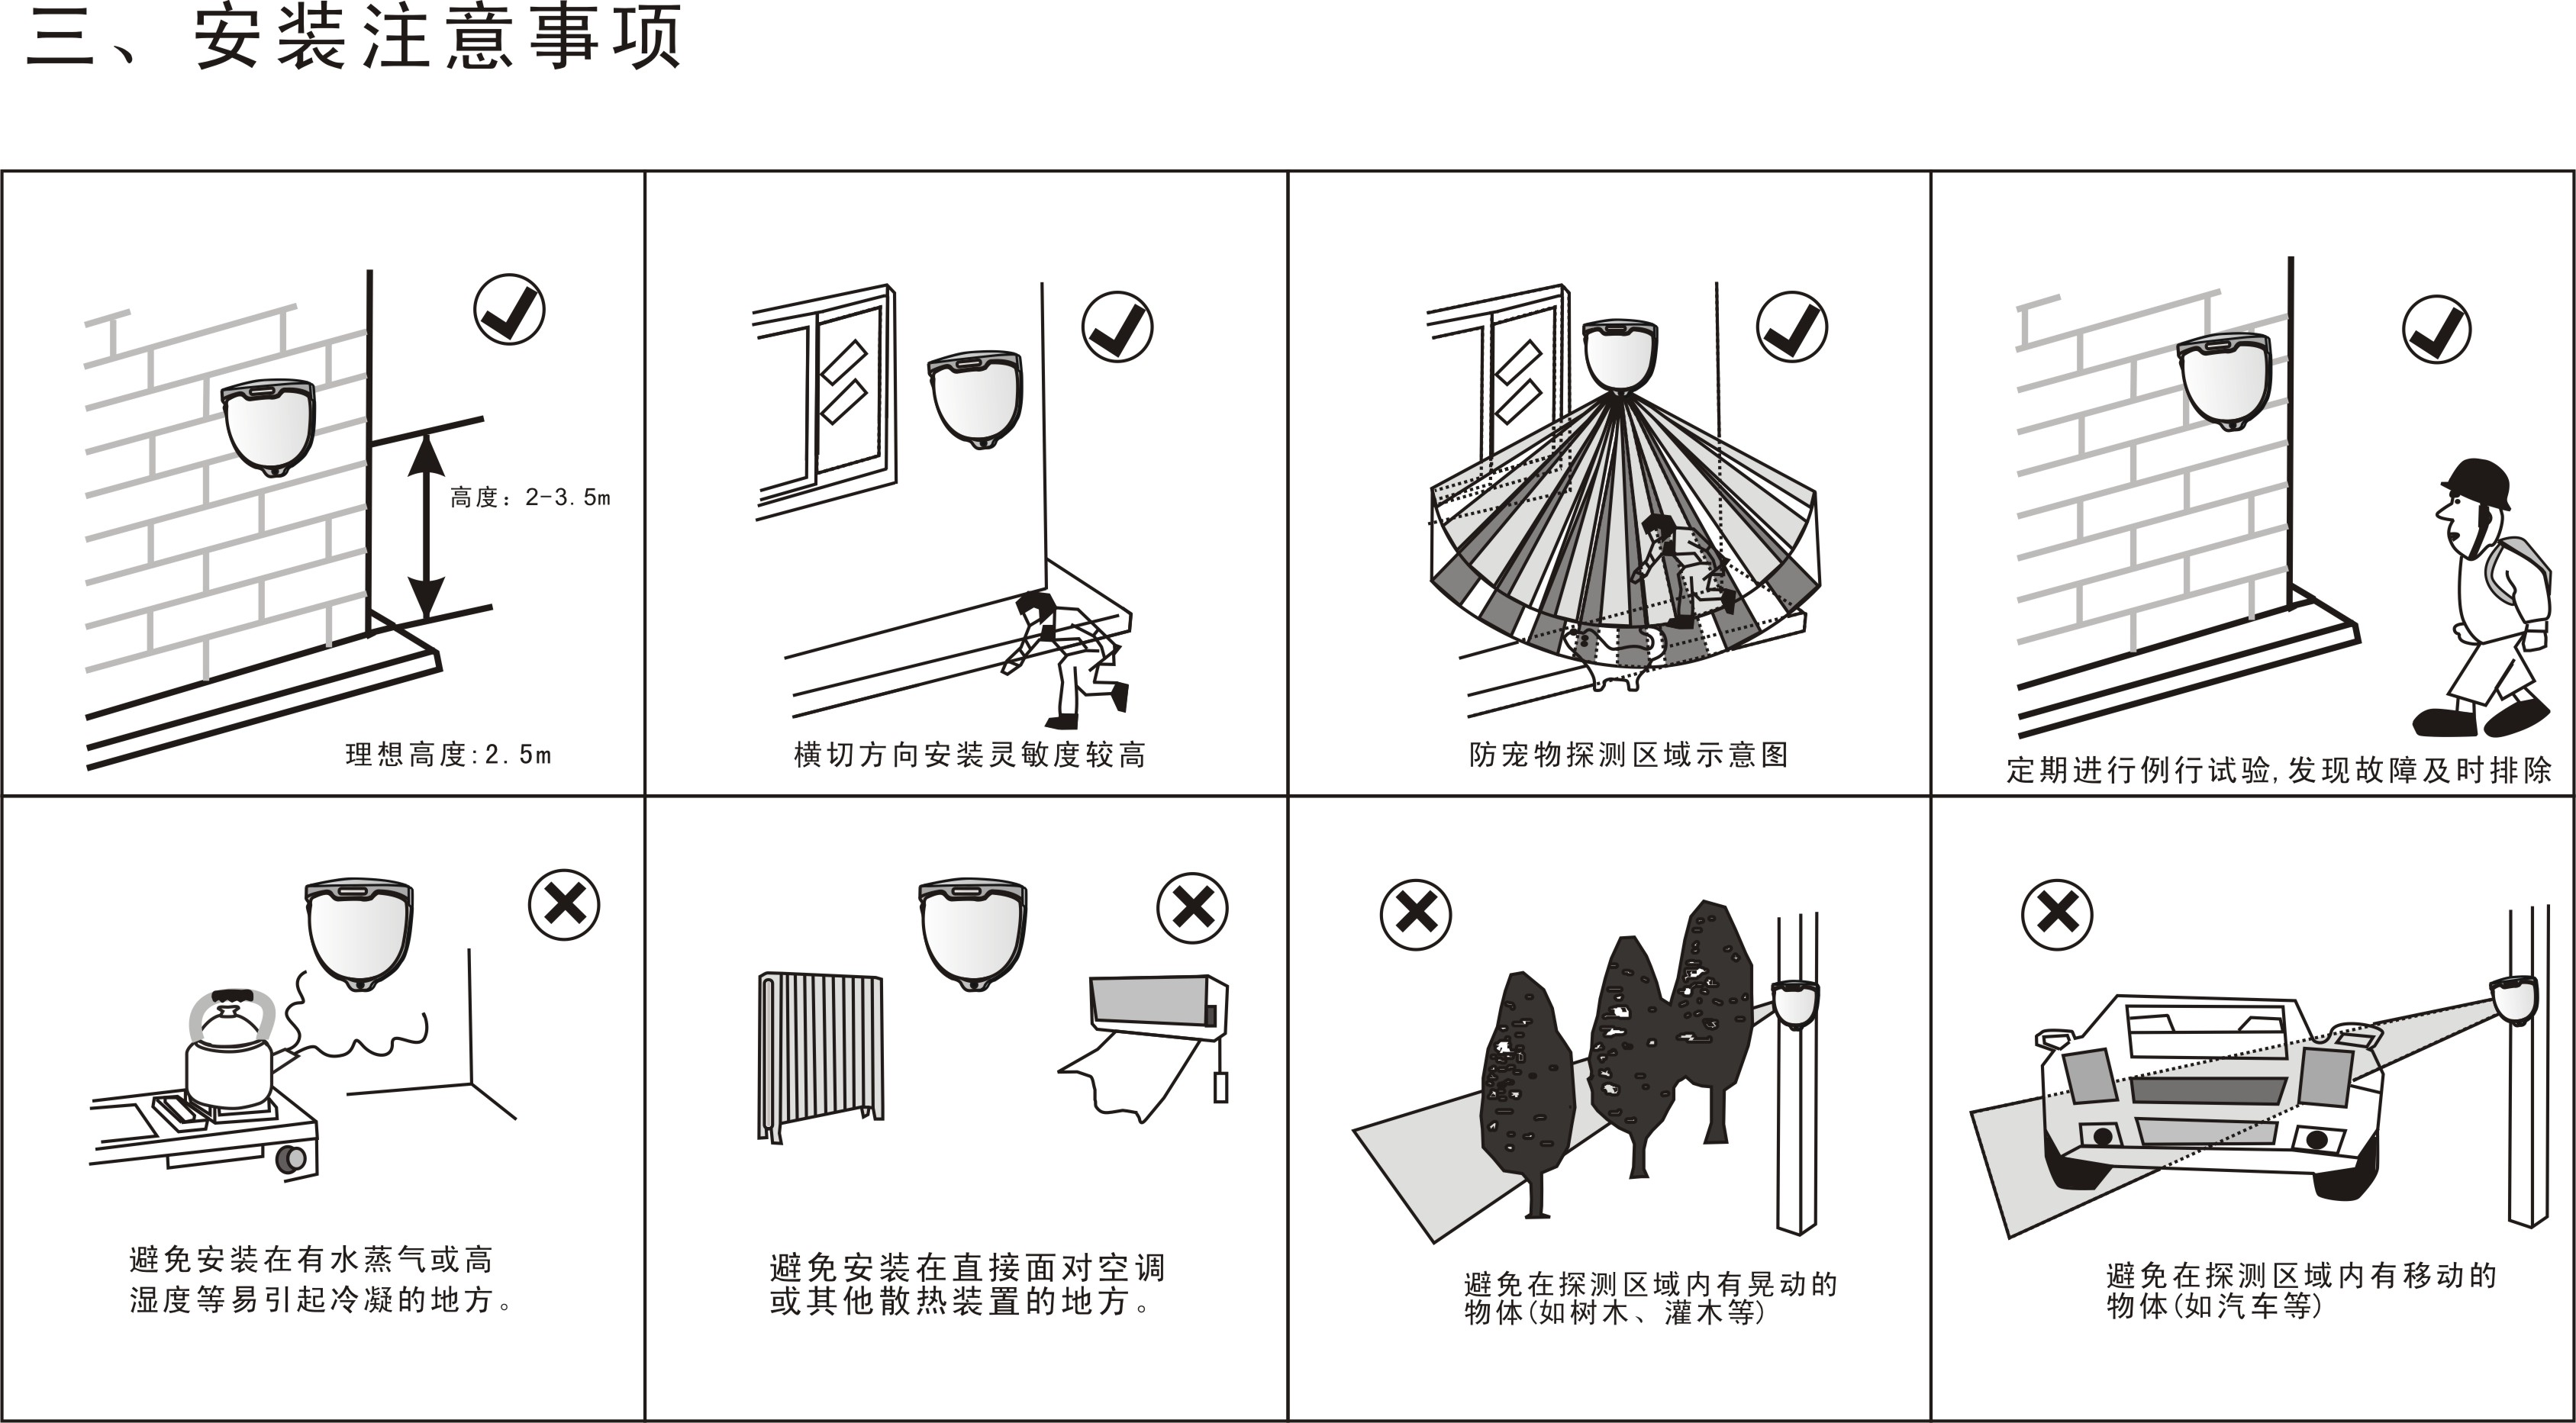 三、安装注意事项
高度：2-3.5m
理想高度:2.5m
横切方向安装灵敏度较高
防宠物探测区域示意图
定期进行例行试验,发现故障及时排除
避免安装在有水蒸气或高
湿度等易引起冷凝的地方。
避免安装在直接面对空调
或其他散热装置的地方。
避免在探测区域内有晃动的
物体(如树木、灌木等)
避免在探测区域内有移动的
物体(如汽车等)